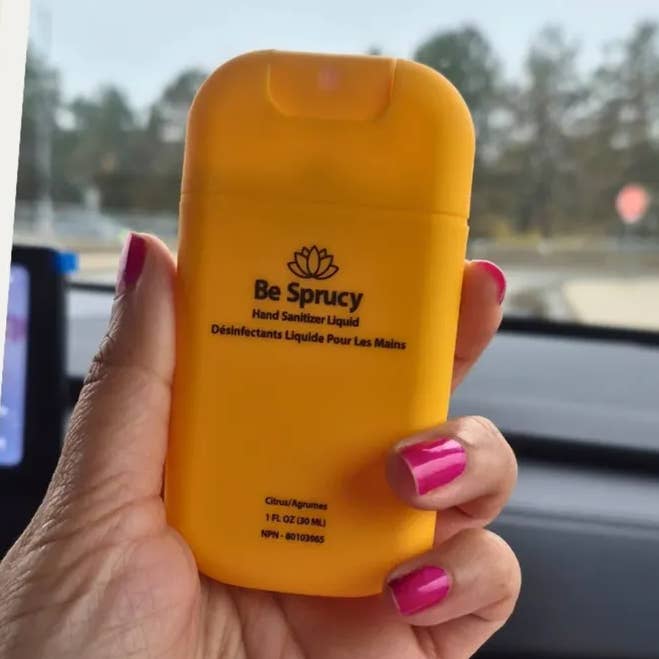 Be Sprucy
Hand Sanitizer Liquid
Désinfectants Liquide Pour Les Mains
Citrus/Agrumes
1 FL OZ (30 ML)
NPN - 80103965